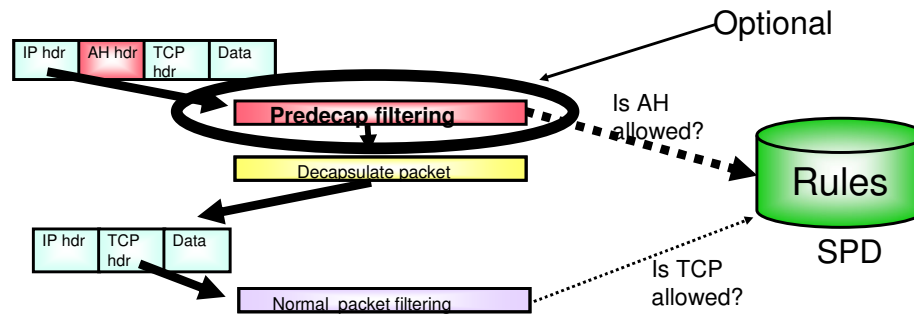 Optional
IP hdr
AH hdr
TCP
hdr
Data
Predecap filtering
Is AH
allowed?
Decapsulate packet
Rules
SPD
IP hdr
TCP
hdr
Data
Is TCP
allowed?
Normal packet filtering